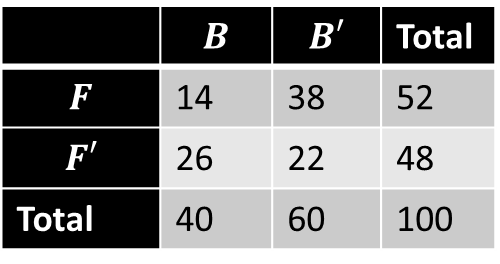 B B′ Total
F 14 38 52
F′ 26 22 48
Total 40 60 100